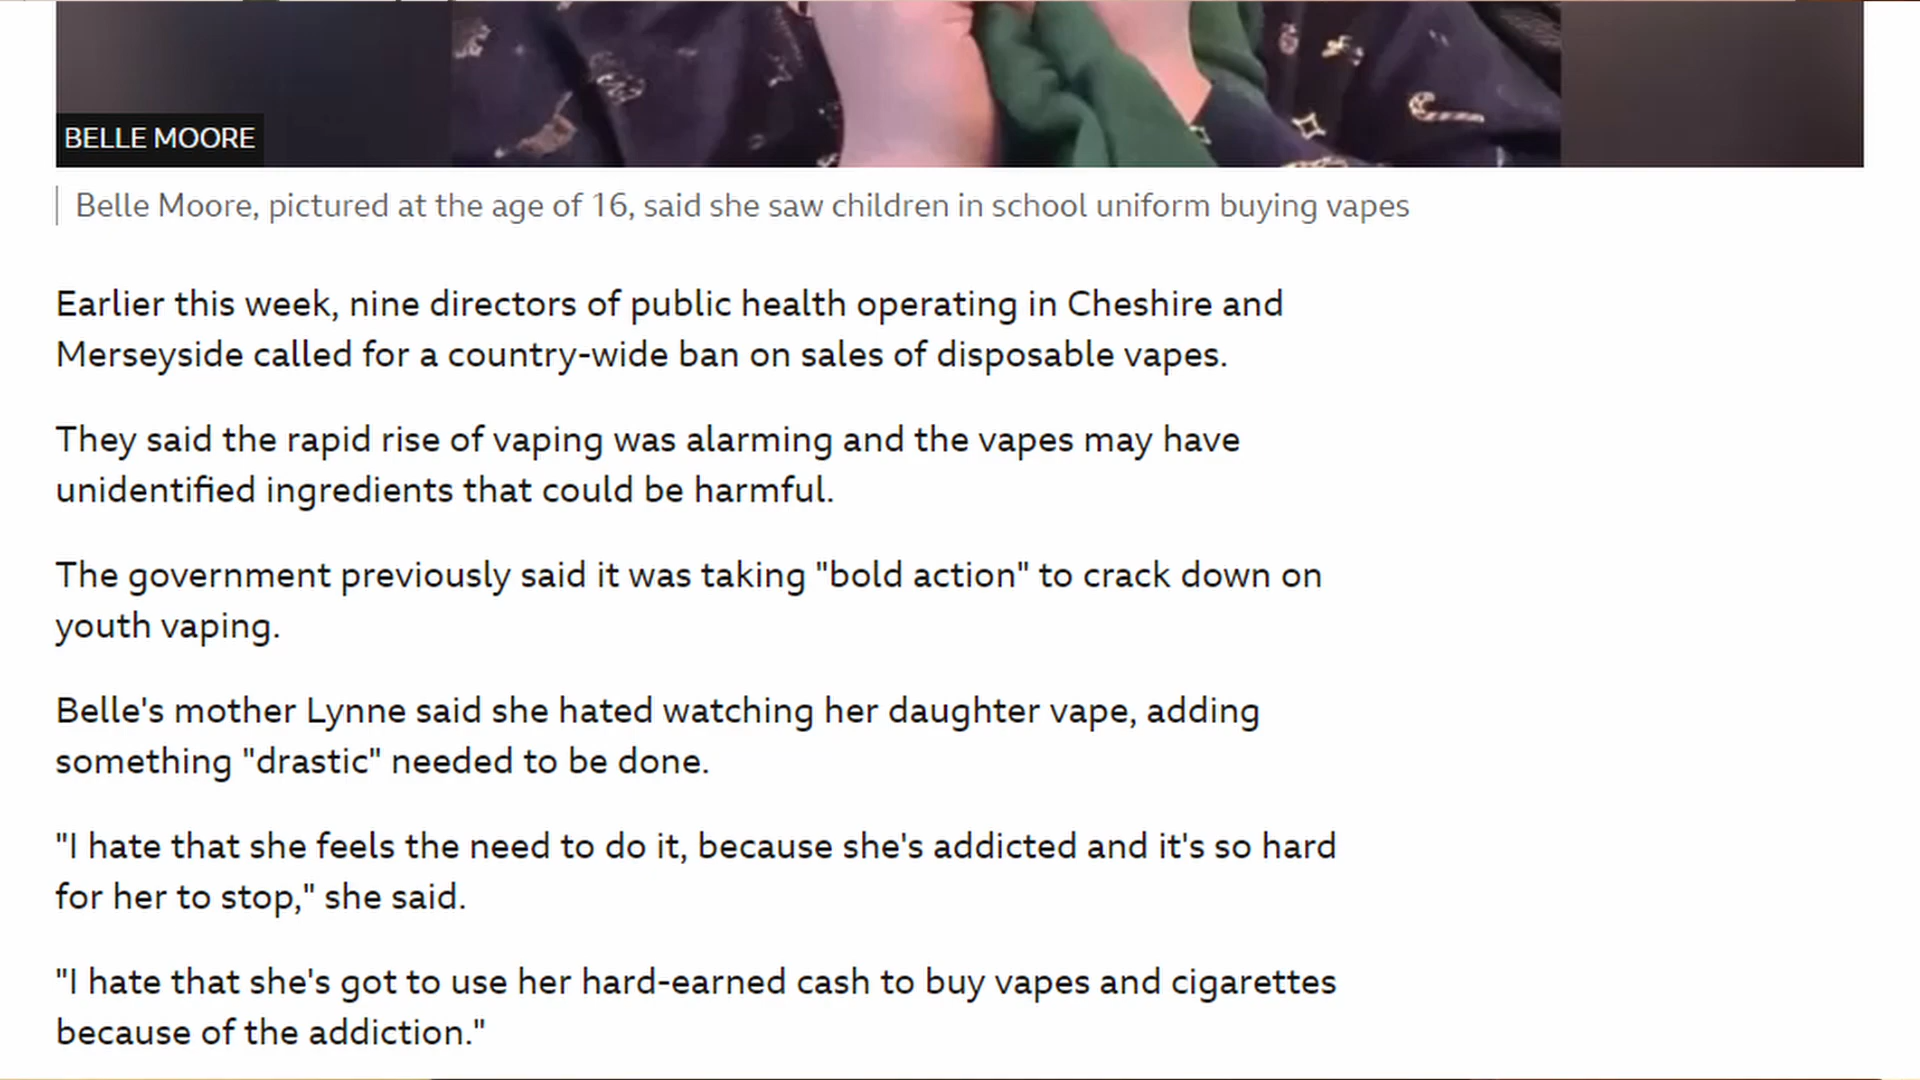 BELLE MOORE
Belle Moore, pictured at the age of 16, said she saw children in school uniform buying vapes
Earlier this week, nine directors of public health operating in Cheshire and
Merseyside called for a country-wide ban on sales of disposable vapes.
They said the rapid rise of vaping was alarming and the vapes may have
unidentified ingredients that could be harmful.
The government previously said it was taking "bold action" to crack down on
youth vaping.
Belle's mother Lynne said she hated watching her daughter vape, adding
something "drastic" needed to be done.
"I hate that she feels the need to do it, because she's addicted and it's so hard
for her to stop," she said.
"I hate that she's got to use her hard-earned cash to buy vapes and cigarettes
because of the addiction."